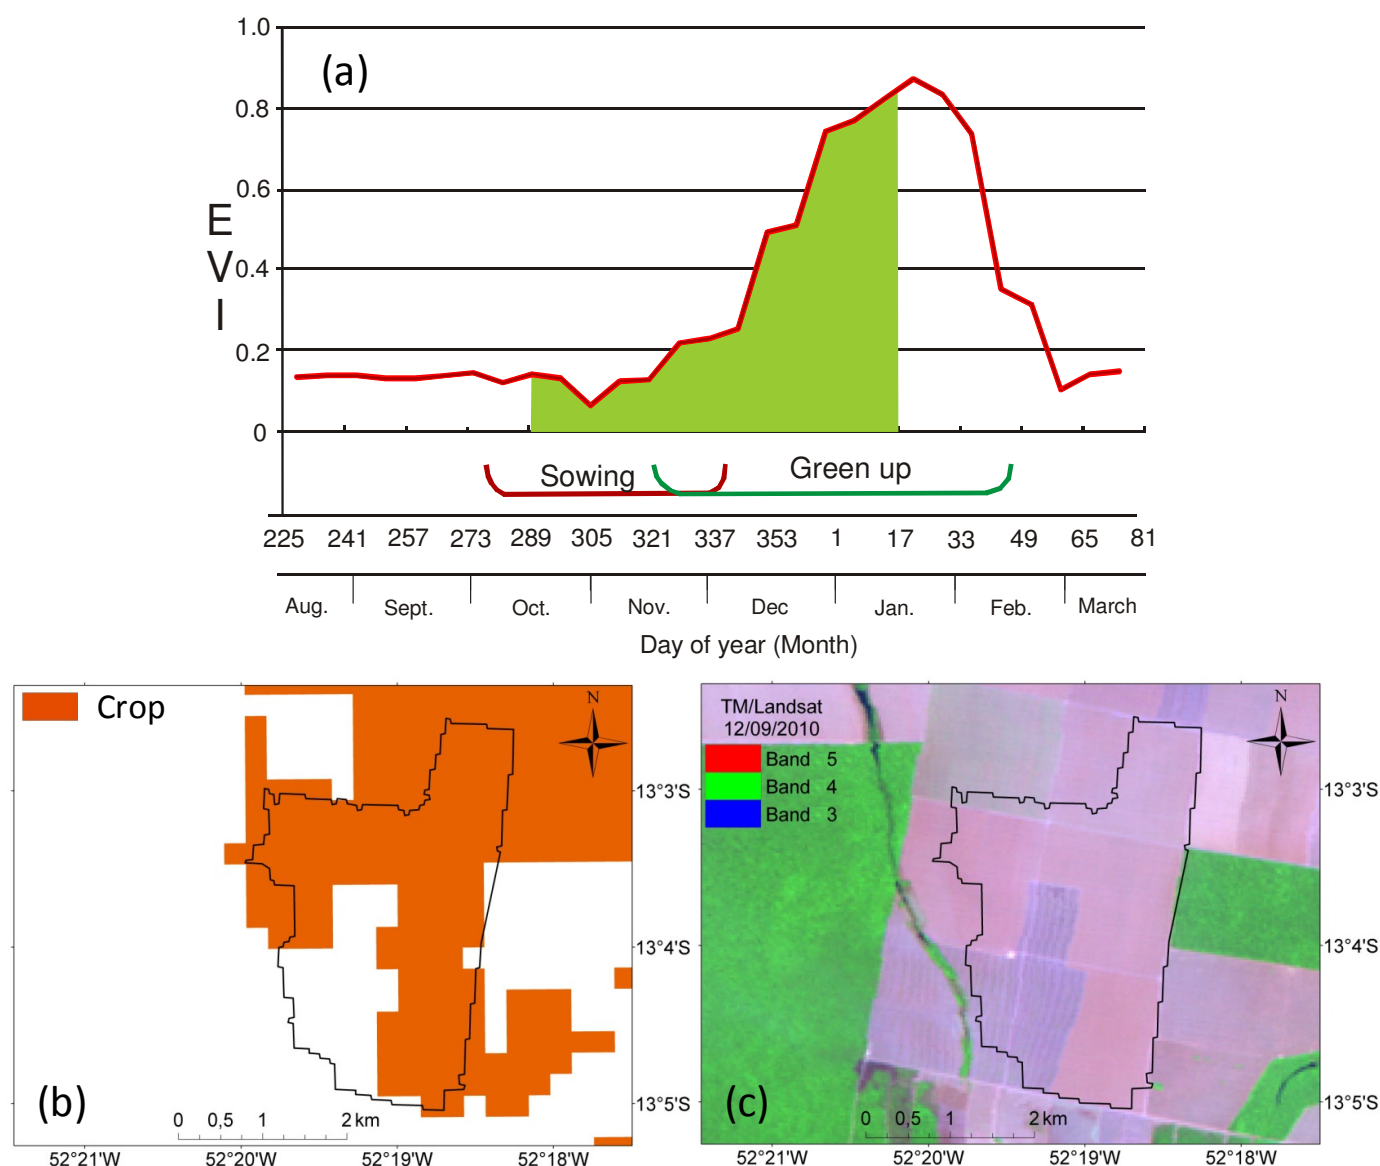 1.0
(a)
0.8
0.6
E
V
I
0.4
0.2
0
Sowing
Green up
225 241 257 273 289 305 321 337 353 1 17 33 49 65 81
Aug. Sept. Oct. Nov. Dec Jan. Feb. March
Day of year (Month)
Crop
N
13°3'S
13°4'S
13°5'S
(b)
0 0,5 1 2 km
52°21'W 52°20'W 52°19'W 52°18'W
TM/Landsat
12/09/2010
Band 5
Band 4
Band 3
N
13°3'S
13°4'S
13°5'S
(c)
0 0,5 1 2 km
52°21'W 52°20'W 52°19'W 52°18'W